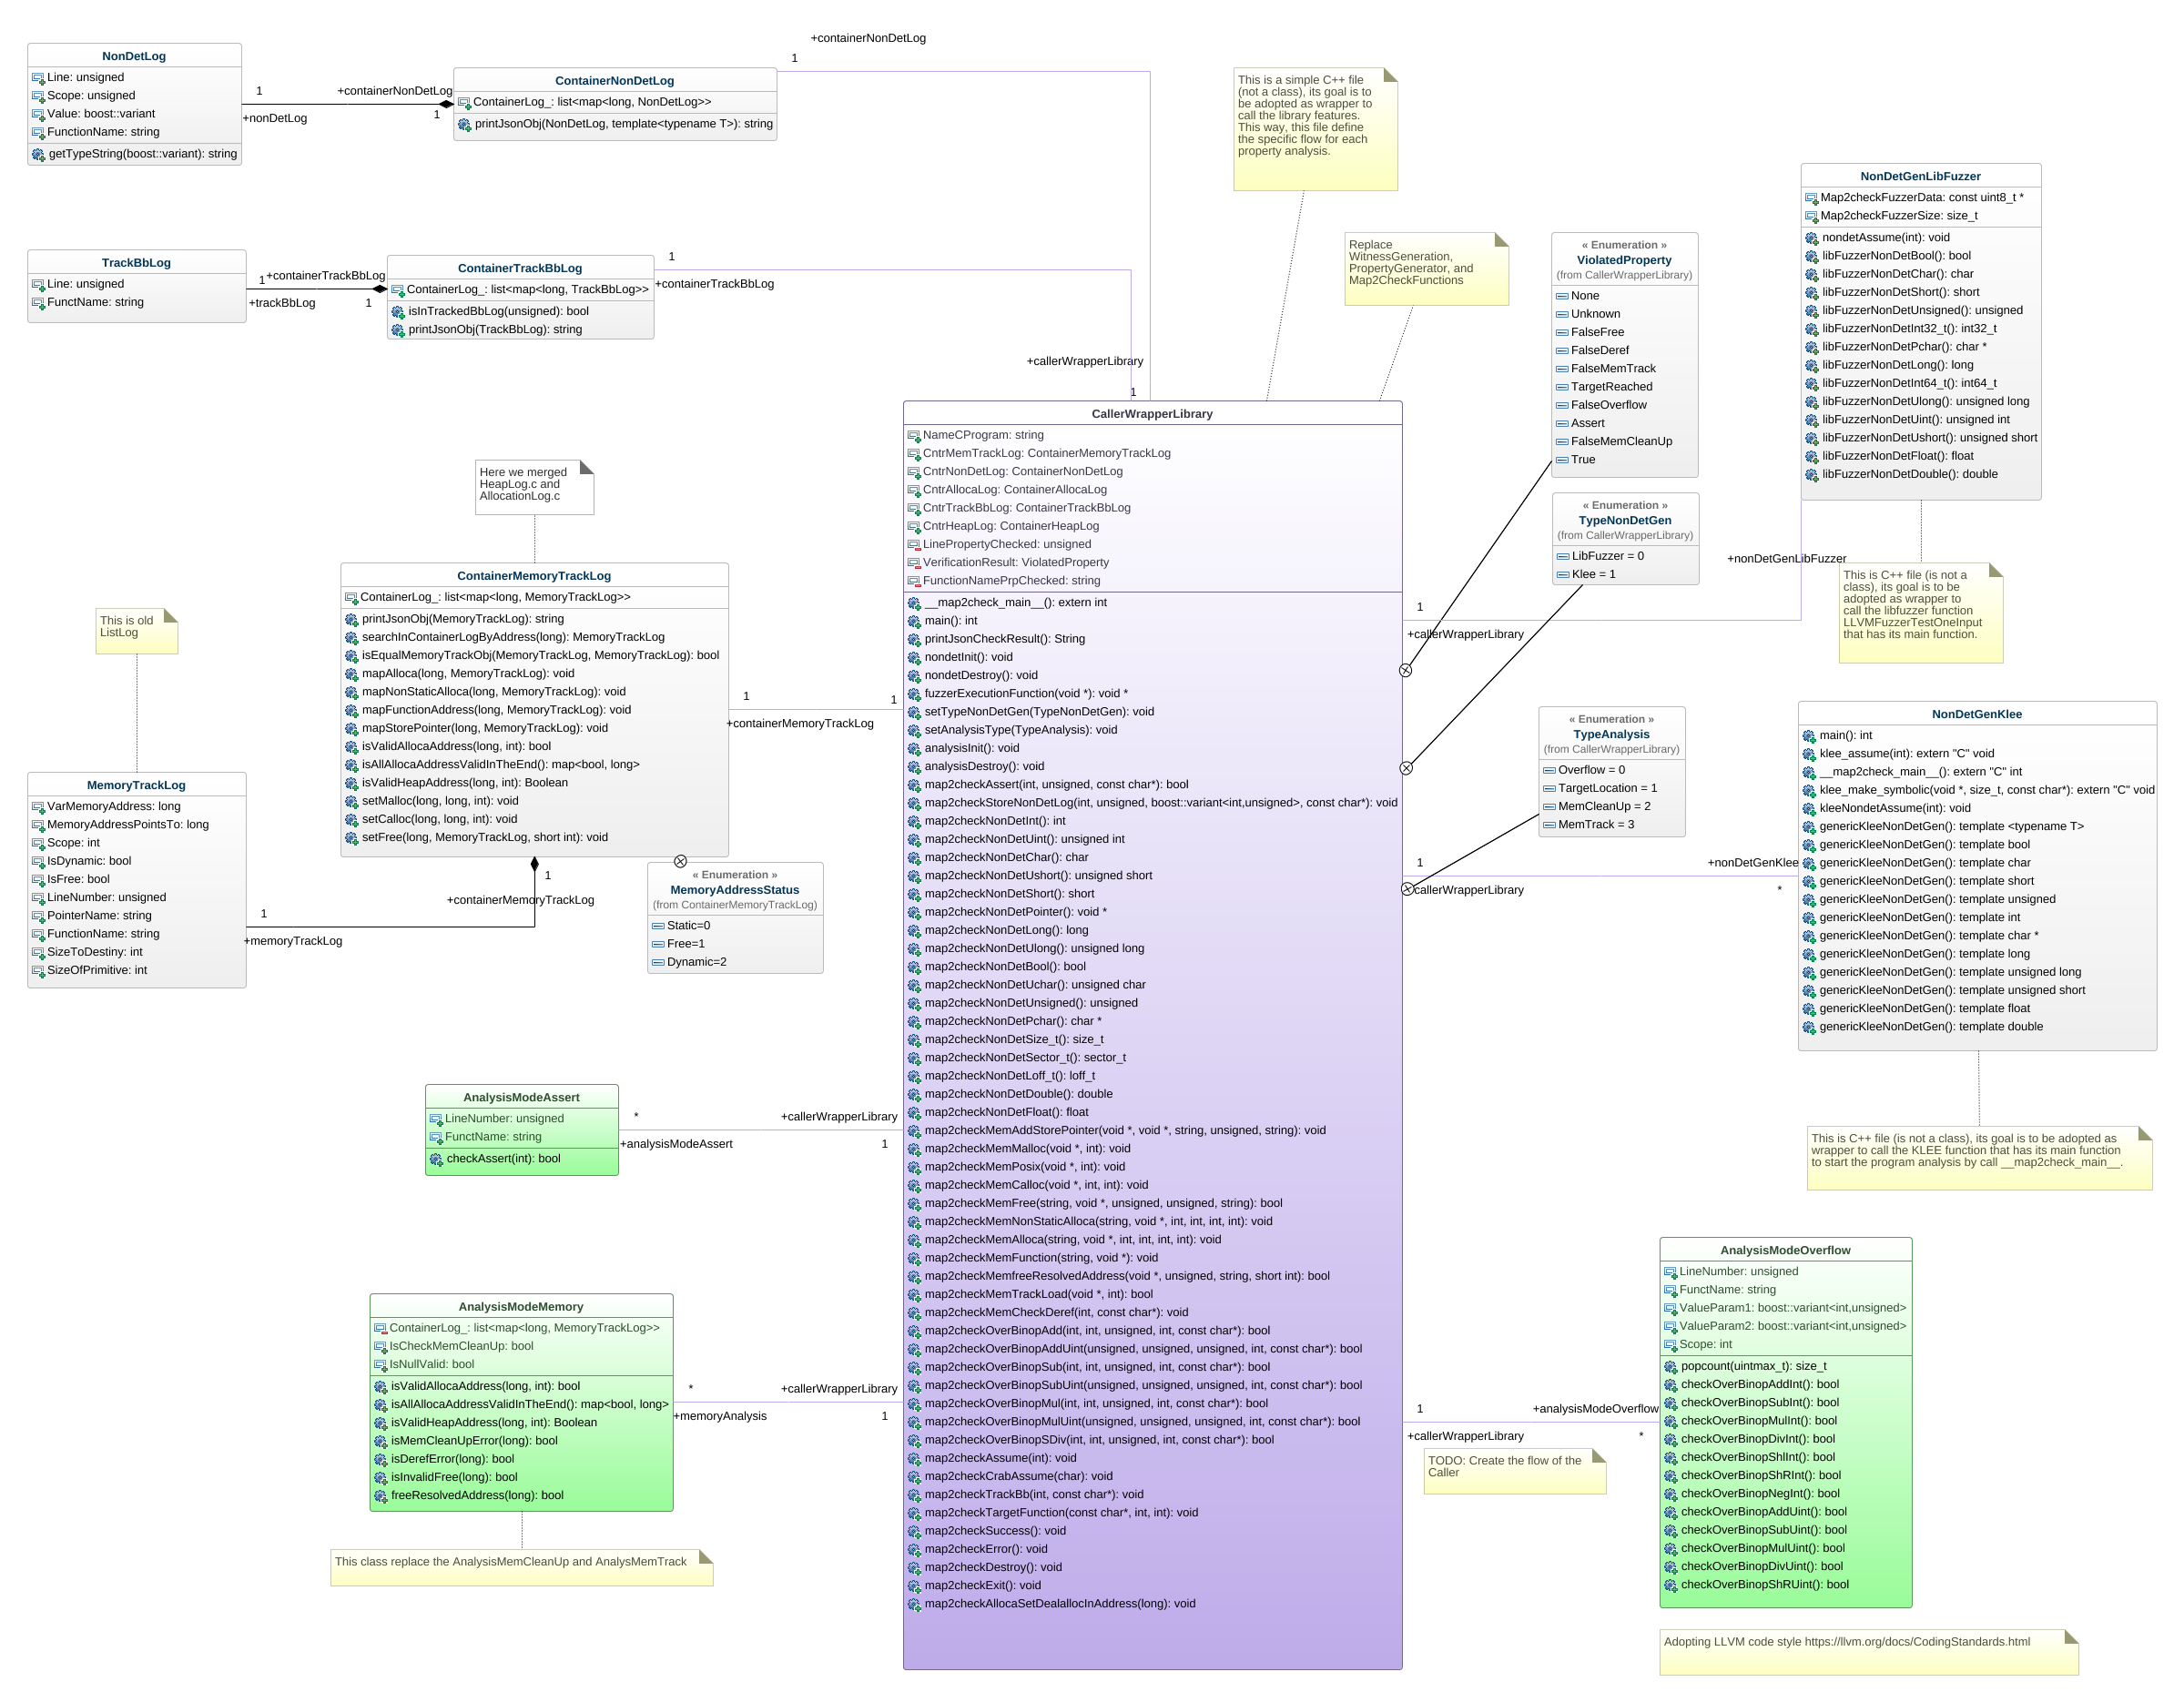 NonDetLog
Line: unsigned
Scope: unsigned
Value: boost::variant
FunctionName: string
getTypeString(boost::variant): string
1
+nonDetLog
+containerNonDetLog
1
ContainerNonDetLog
ContainerLog_: list<map<long, NonDetLog>>
printJsonObj(NonDetLog, template<typename T>): string
+containerNonDetLog
1
This is a simple C++ file
(not a class), its goal is to
be adopted as wrapper to
call the library features.
This way, this file define
the specific flow for each
property analysis.
TrackBbLog
Line: unsigned
FunctName: string
1
+trackBbLog
+containerTrackBbLog
1
ContainerTrackBbLog
ContainerLog_: list<map<long, TrackBbLog>>
isInTrackedBbLog(unsigned): bool
printJsonObj(TrackBbLog): string
1
+containerTrackBbLog
+callerWrapperLibrary
1
Replace
WitnessGeneration,
PropertyGenerator, and
Map2CheckFunctions
« Enumeration »
ViolatedProperty
(from CallerWrapperLibrary)
None
Unknown
FalseFree
FalseDeref
FalseMemTrack
TargetReached
FalseOverflow
Assert
FalseMemCleanUp
True
« Enumeration »
TypeNonDetGen
(from CallerWrapperLibrary)
LibFuzzer = 0
Klee = 1
NonDetGenLibFuzzer
Map2checkFuzzerData: const uint8_t *
Map2checkFuzzerSize: size_t
nondetAssume(int): void
libFuzzerNonDetBool(): bool
libFuzzerNonDetChar(): char
libFuzzerNonDetShort(): short
libFuzzerNonDetUnsigned(): unsigned
libFuzzerNonDetInt32_t(): int32_t
libFuzzerNonDetPchar(): char *
libFuzzerNonDetLong(): long
libFuzzerNonDetInt64_t(): int64_t
libFuzzerNonDetUlong(): unsigned long
libFuzzerNonDetUint(): unsigned int
libFuzzerNonDetUshort(): unsigned short
libFuzzerNonDetFloat(): float
libFuzzerNonDetDouble(): double
+nonDetGenLibFuzzer
1
+callerWrapperLibrary
This is C++ file (is not a
class), its goal is to be
adopted as wrapper to
call the libfuzzer function
LLVMFuzzerTestOneInput
that has its main function.
Here we merged
HeapLog.c and
AllocationLog.c
This is old
ListLog
ContainerMemoryTrackLog
ContainerLog_: list<map<long, MemoryTrackLog>>
printJsonObj(MemoryTrackLog): string
searchInContainerLogByAddress(long): MemoryTrackLog
isEqualMemoryTrackObj(MemoryTrackLog, MemoryTrackLog): bool
mapAlloca(long, MemoryTrackLog): void
mapNonStaticAlloca(long, MemoryTrackLog): void
mapFunctionAddress(long, MemoryTrackLog): void
mapStorePointer(long, MemoryTrackLog): void
isValidAllocaAddress(long, int): bool
isAllAllocaAddressValidInTheEnd(): map<bool, long>
isValidHeapAddress(long, int): Boolean
setMalloc(long, long, int): void
setCalloc(long, long, int): void
setFree(long, MemoryTrackLog, short int): void
1
+containerMemoryTrackLog
1
MemoryTrackLog
VarMemoryAddress: long
MemoryAddressPointsTo: long
Scope: int
IsDynamic: bool
IsFree: bool
LineNumber: unsigned
PointerName: string
FunctionName: string
SizeToDestiny: int
SizeOfPrimitive: int
1
+memoryTrackLog
1
+containerMemoryTrackLog
« Enumeration »
MemoryAddressStatus
(from ContainerMemoryTrackLog)
Static=0
Free=1
Dynamic=2
CallerWrapperLibrary
NameCProgram: string
CntrMemTrackLog: ContainerMemoryTrackLog
CntrNonDetLog: ContainerNonDetLog
CntrAllocaLog: ContainerAllocaLog
CntrTrackBbLog: ContainerTrackBbLog
CntrHeapLog: ContainerHeapLog
LinePropertyChecked: unsigned
VerificationResult: ViolatedProperty
FunctionNamePrpChecked: string
__map2check_main__(): extern int
main(): int
printJsonCheckResult(): String
nondetInit(): void
nondetDestroy(): void
fuzzerExecutionFunction(void *): void *
setTypeNonDetGen(TypeNonDetGen): void
setAnalysisType(TypeAnalysis): void
analysisInit(): void
analysisDestroy(): void
map2checkAssert(int, unsigned, const char*): bool
map2checkStoreNonDetLog(int, unsigned, boost::variant<int,unsigned>, const char*): void
map2checkNonDetInt(): int
map2checkNonDetUint(): unsigned int
map2checkNonDetChar(): char
map2checkNonDetUshort(): unsigned short
map2checkNonDetShort(): short
map2checkNonDetPointer(): void *
map2checkNonDetLong(): long
map2checkNonDetUlong(): unsigned long
map2checkNonDetBool(): bool
map2checkNonDetUchar(): unsigned char
map2checkNonDetUnsigned(): unsigned
map2checkNonDetPchar(): char *
map2checkNonDetSize_t(): size_t
map2checkNonDetSector_t(): sector_t
map2checkNonDetLoff_t(): loff_t
map2checkNonDetDouble(): double
map2checkNonDetFloat(): float
map2checkMemAddStorePointer(void *, void *, string, unsigned, string): void
map2checkMemMalloc(void *, int): void
map2checkMemPosix(void *, int): void
map2checkMemCalloc(void *, int, int): void
map2checkMemFree(string, void *, unsigned, unsigned, string): bool
map2checkMemNonStaticAlloca(string, void *, int, int, int, int): void
map2checkMemAlloca(string, void *, int, int, int, int): void
map2checkMemFunction(string, void *): void
map2checkMemfreeResolvedAddress(void *, unsigned, string, short int): bool
map2checkMemTrackLoad(void *, int): bool
map2checkMemCheckDeref(int, const char*): void
map2checkOverBinopAdd(int, int, unsigned, int, const char*): bool
map2checkOverBinopAddUint(unsigned, unsigned, unsigned, int, const char*): bool
map2checkOverBinopSub(int, int, unsigned, int, const char*): bool
map2checkOverBinopSubUint(unsigned, unsigned, unsigned, int, const char*): bool
map2checkOverBinopMul(int, int, unsigned, int, const char*): bool
map2checkOverBinopMulUint(unsigned, unsigned, unsigned, int, const char*): bool
map2checkOverBinopSDiv(int, int, unsigned, int, const char*): bool
map2checkAssume(int): void
map2checkCrabAssume(char): void
map2checkTrackBb(int, const char*): void
map2checkTargetFunction(const char*, int, int): void
map2checkSuccess(): void
map2checkError(): void
map2checkDestroy(): void
map2checkExit(): void
map2checkAllocaSetDealallocInAddress(long): void
« Enumeration »
TypeAnalysis
(from CallerWrapperLibrary)
Overflow = 0
TargetLocation = 1
MemCleanUp = 2
MemTrack = 3
1
callerWrapperLibrary
+nonDetGenKlee
*
NonDetGenKlee
main(): int
klee_assume(int): extern "C" void
__map2check_main__(): extern "C" int
klee_make_symbolic(void *, size_t, const char*): extern "C" void
kleeNondetAssume(int): void
genericKleeNonDetGen(): template <typename T>
genericKleeNonDetGen(): template bool
genericKleeNonDetGen(): template char
genericKleeNonDetGen(): template short
genericKleeNonDetGen(): template unsigned
genericKleeNonDetGen(): template int
genericKleeNonDetGen(): template char *
genericKleeNonDetGen(): template long
genericKleeNonDetGen(): template unsigned long
genericKleeNonDetGen(): template unsigned short
genericKleeNonDetGen(): template float
genericKleeNonDetGen(): template double
This is C++ file (is not a class), its goal is to be adopted as
wrapper to call the KLEE function that has its main function
to start the program analysis by call __map2check_main__.
AnalysisModeAssert
LineNumber: unsigned
FunctName: string
checkAssert(int): bool
*
+analysisModeAssert
+callerWrapperLibrary
1
AnalysisModeMemory
ContainerLog_: list<map<long, MemoryTrackLog>>
IsCheckMemCleanUp: bool
IsNullValid: bool
isValidAllocaAddress(long, int): bool
isAllAllocaAddressValidInTheEnd(): map<bool, long>
isValidHeapAddress(long, int): Boolean
isMemCleanUpError(long): bool
isDerefError(long): bool
isInvalidFree(long): bool
freeResolvedAddress(long): bool
*
+memoryAnalysis
+callerWrapperLibrary
1
This class replace the AnalysisMemCleanUp and AnalysMemTrack
1
+callerWrapperLibrary
+analysisModeOverflow
*
TODO: Create the flow of the
Caller
AnalysisModeOverflow
LineNumber: unsigned
FunctName: string
ValueParam1: boost::variant<int,unsigned>
ValueParam2: boost::variant<int,unsigned>
Scope: int
popcount(uintmax_t): size_t
checkOverBinopAddInt(): bool
checkOverBinopSubInt(): bool
checkOverBinopMulInt(): bool
checkOverBinopDivInt(): bool
checkOverBinopShlInt(): bool
checkOverBinopShRInt(): bool
checkOverBinopNegInt(): bool
checkOverBinopAddUint(): bool
checkOverBinopSubUint(): bool
checkOverBinopMulUint(): bool
checkOverBinopDivUint(): bool
checkOverBinopShRUint(): bool
Adopting LLVM code style https://llvm.org/docs/CodingStandards.html